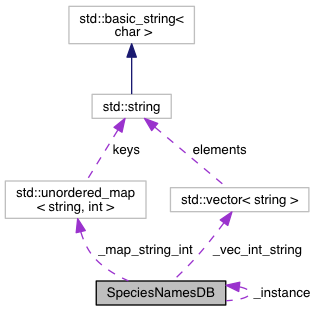 std::basic_string<
char >
std::string
keys
elements
std::unordered_map
< string, int >
std::vector< string >
_map_string_int
_vec_int_string
SpeciesNamesDB
_instance